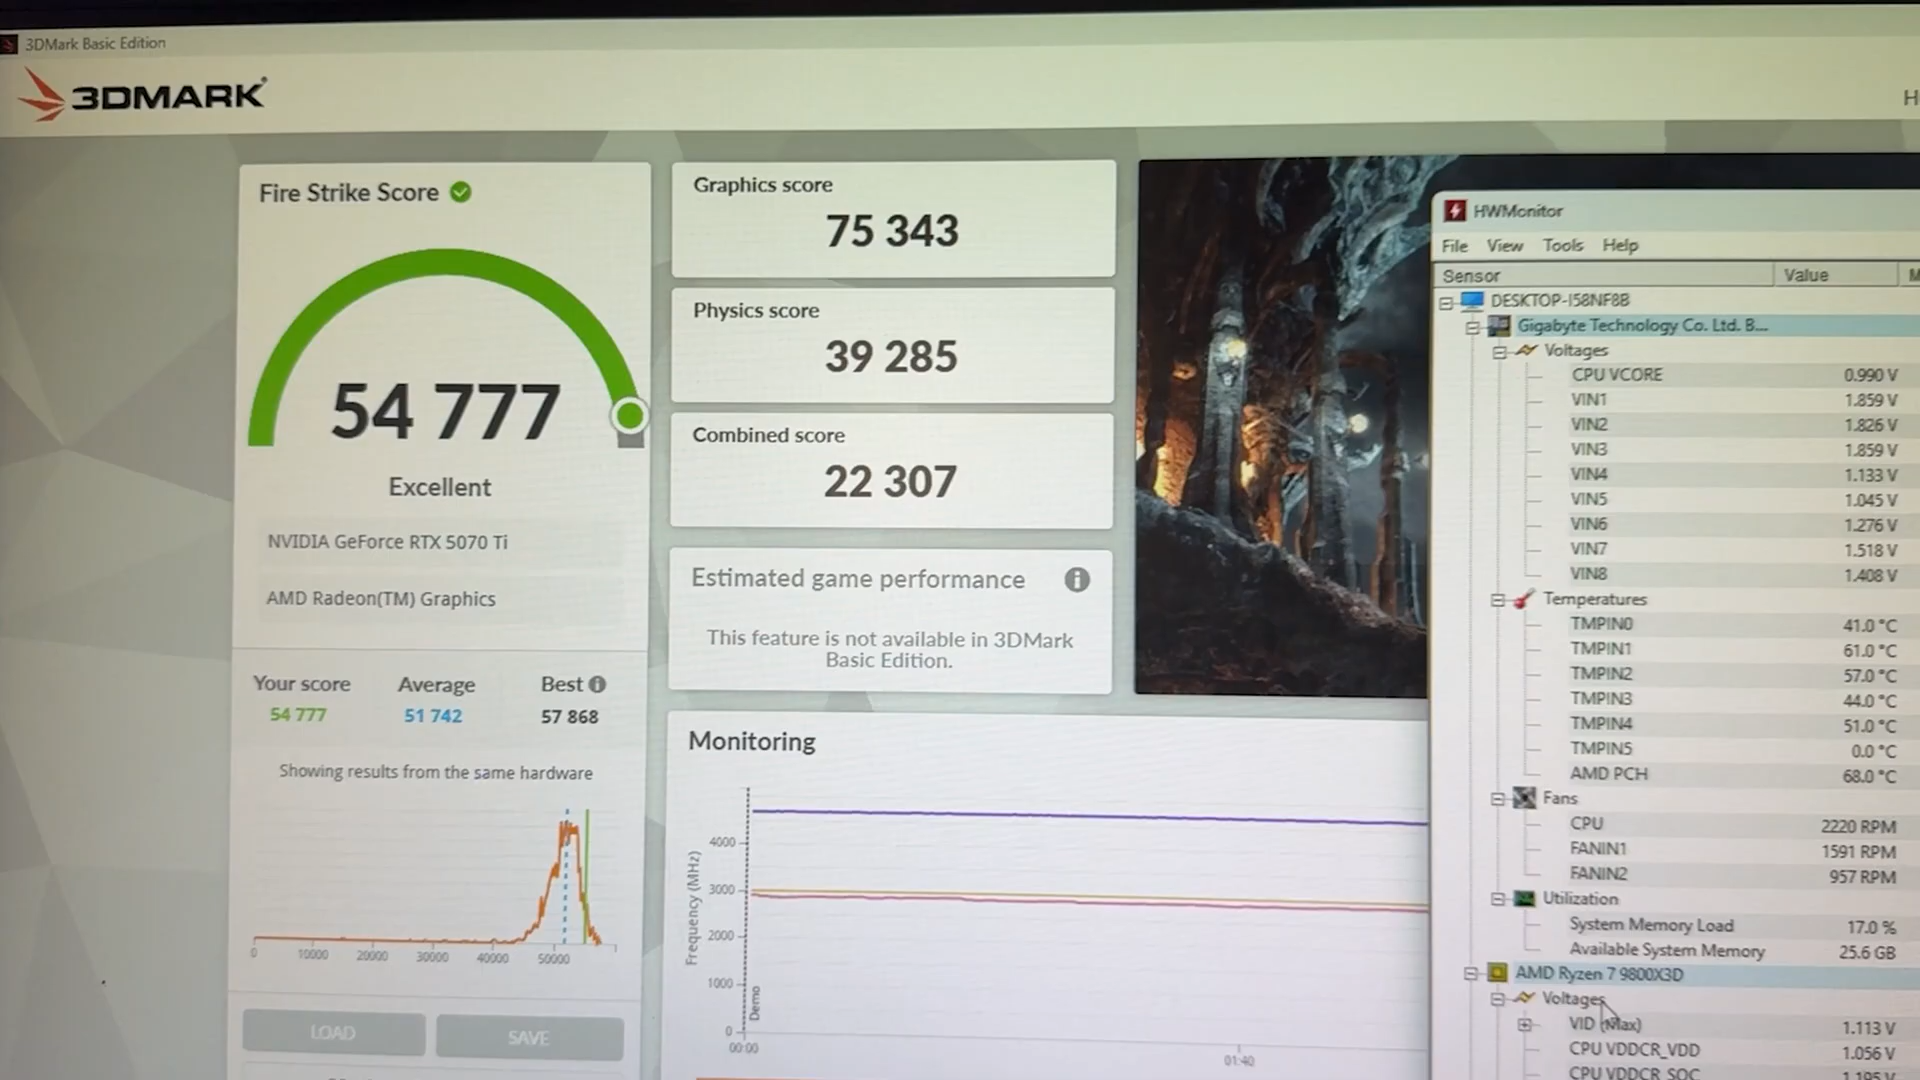 3DMark Basic Edition
3DMARK
Fire Strike Score
54 777
Excellent
NVIDIA GeForce RTX 5070 Ti
AMD Radeon(TM) Graphics
Your score Average Best
54 777 51 742 57 868
Showing results from the same hardware
0 10000 20000 30000 40000 50000
LOAD SAVE
Graphics score
75 343
Physics score
39 285
Combined score
22 307
Estimated game performance
This feature is not available in 3DMark
Basic Edition.
Monitoring
Frequency (MHz)
4000
3000
2000
1000
0
Demo
00:00 01:40
HWMonitor
File View Tools Help
Sensor Value M
DESKTOP-I58NF8B
Gigabyte Technology Co. Ltd. B...
Voltages
CPU VCORE 0.990 V
VIN1 1.859 V
VIN2 1.826 V
VIN3 1.859 V
VIN4 1.133 V
VIN5 1.045 V
VIN6 1.276 V
VIN7 1.518 V
VIN8 1.408 V
Temperatures
TMPIN0 41.0 °C
TMPIN1 61.0 °C
TMPIN2 57.0 °C
TMPIN3 44.0 °C
TMPIN4 51.0 °C
TMPIN5 0.0 °C
AMD PCH 68.0 °C
Fans
CPU 2220 RPM
FANIN1 1591 RPM
FANIN2 957 RPM
Utilization
System Memory Load 17.0 %
Available System Memory 25.6 GB
AMD Ryzen 7 9800X3D
Voltages
VID (Max) 1.113 V
CPU VDDCR_VDD 1.056 V
CPU VDDCR_SOC 1.195 V